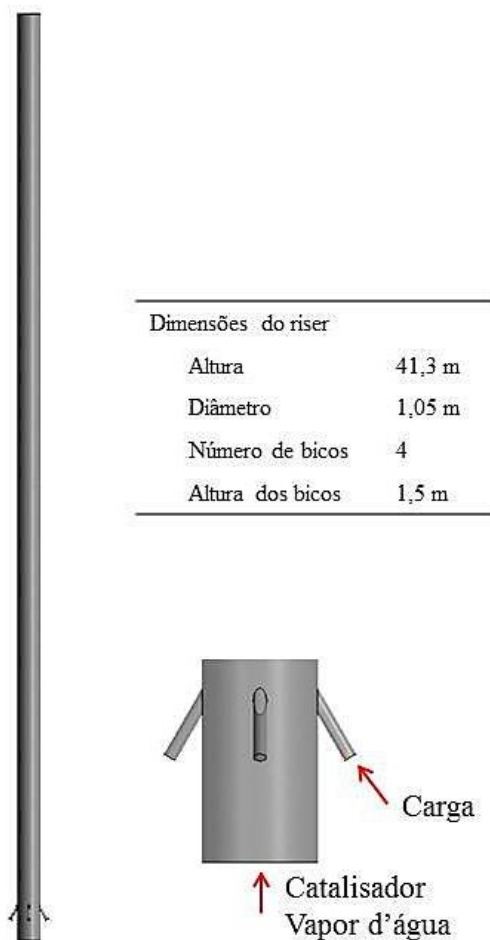 Dimensões do riser
Altura 41,3 m
Diâmetro 1,05 m
Número de bicos 4
Altura dos bicos 1,5 m
Carga
Catalisador
Vapor d’água